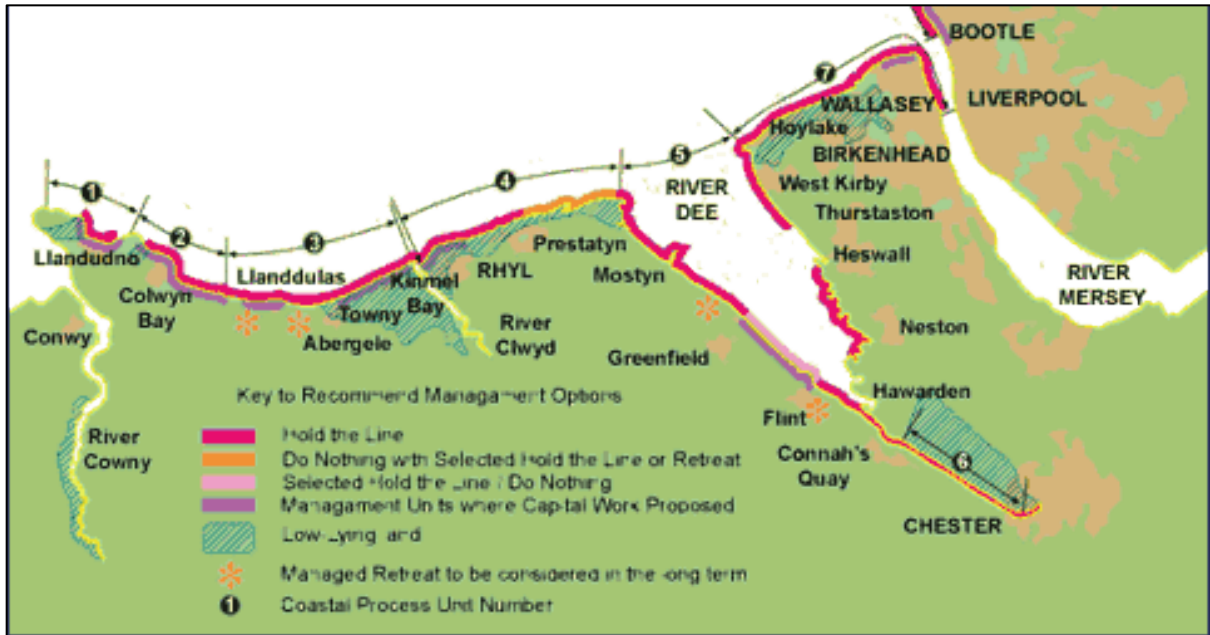 BOOTLE
7
WALLASEY
LIVERPOOL
Hoylake
BIRKENHEAD
4
5
RIVER
DEE
West Kirby
1
Thurstaston
2
3
Prestatyn
Heswall
Llandudno
Llanddulas
Kinmel
Bay
RHYL
Mostyn
RIVER
MERSEY
Colwyn
Bay
Towny
River
Clwyd
Neston
Conwy
Abergele
Greenfield
Hawarden
Key to Recommend Managament Options
Flint
River
Cowny
Hold the Line
Connah's
Quay
6
Do Nothing with Selected Hold the Line or Retreat
Selected Hold the Line / Do Nothing
Managament Units where Capital Work Proposed
CHESTER
Low-Lying and
Managed Retreat to be considered in the long term
1 Coastal Process Unit Number